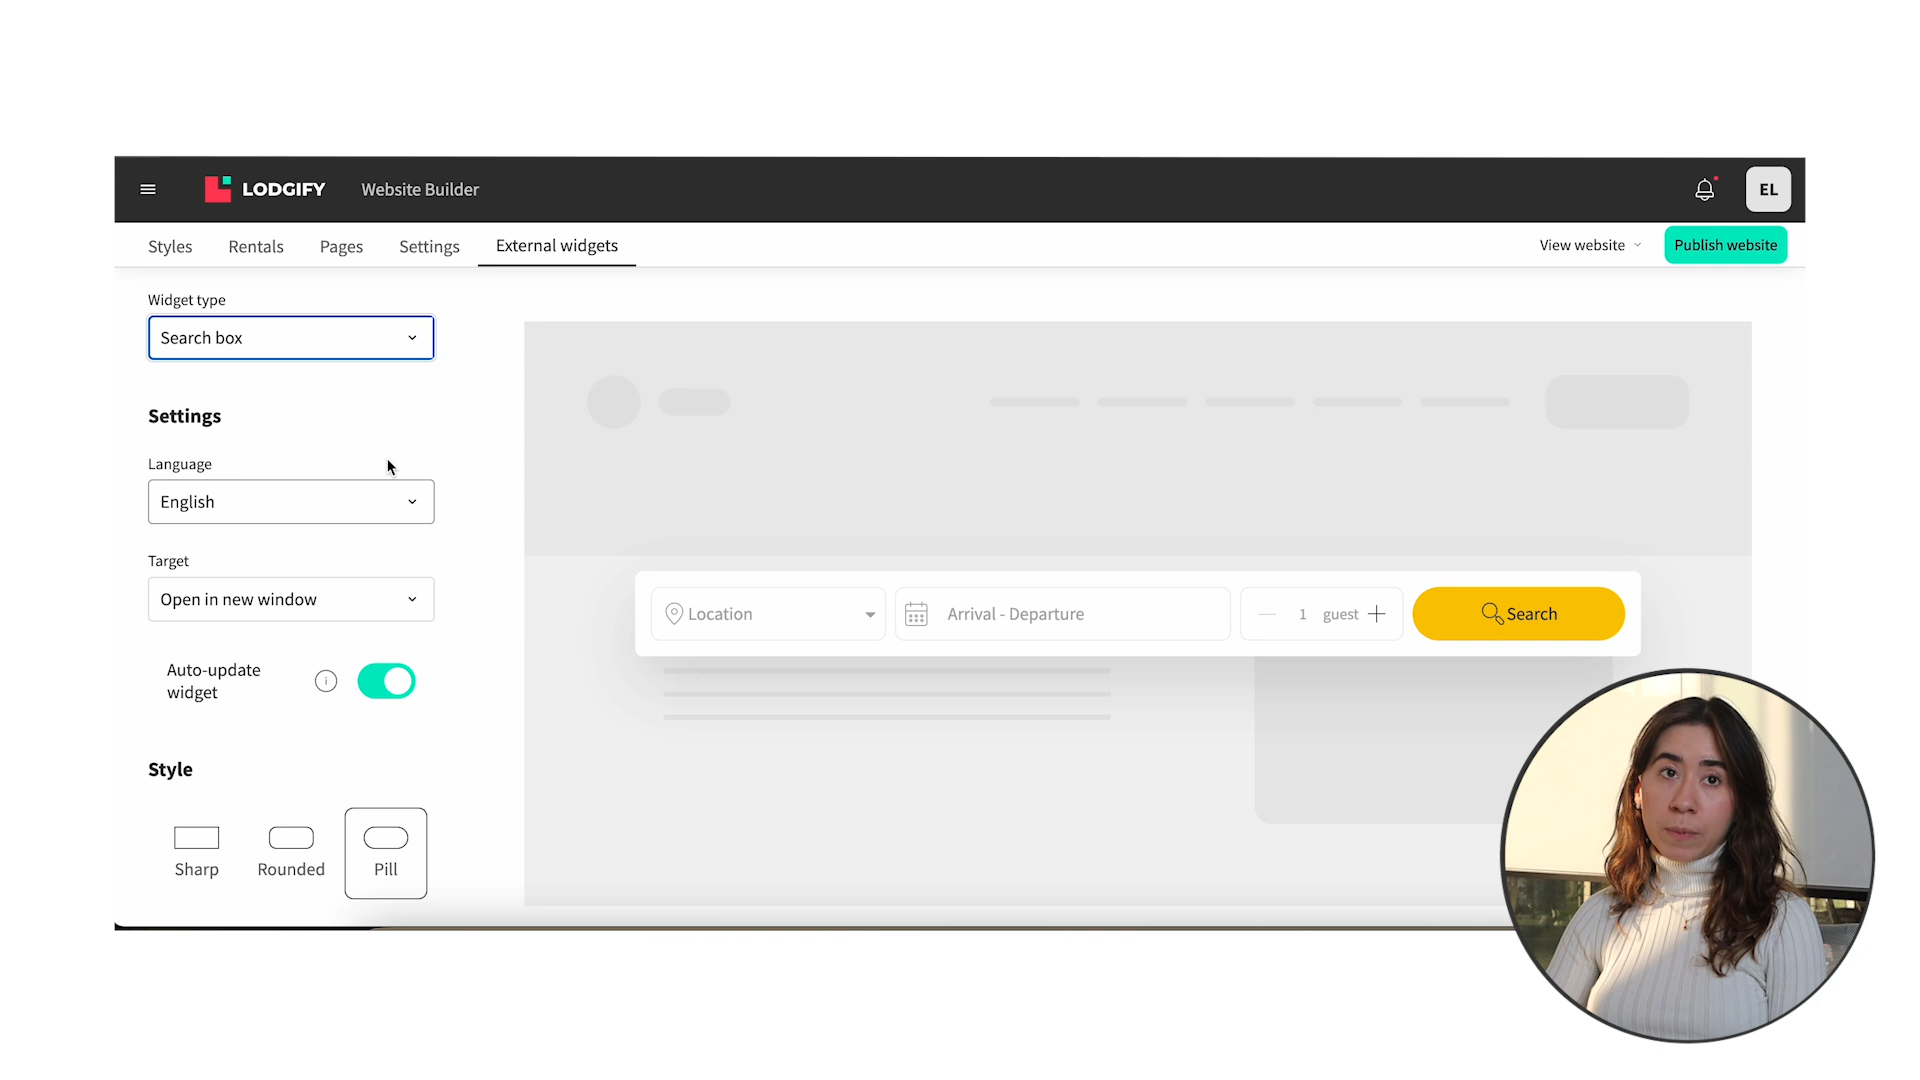 LODGIFY Website Builder EL
Styles Rentals Pages Settings External widgets View website Publish website
Widget type
Search box
Settings
Language
English
Target
Open in new window
Auto-update
widget
Style
Sharp Rounded Pill
Location Arrival - Departure 1 guest Search